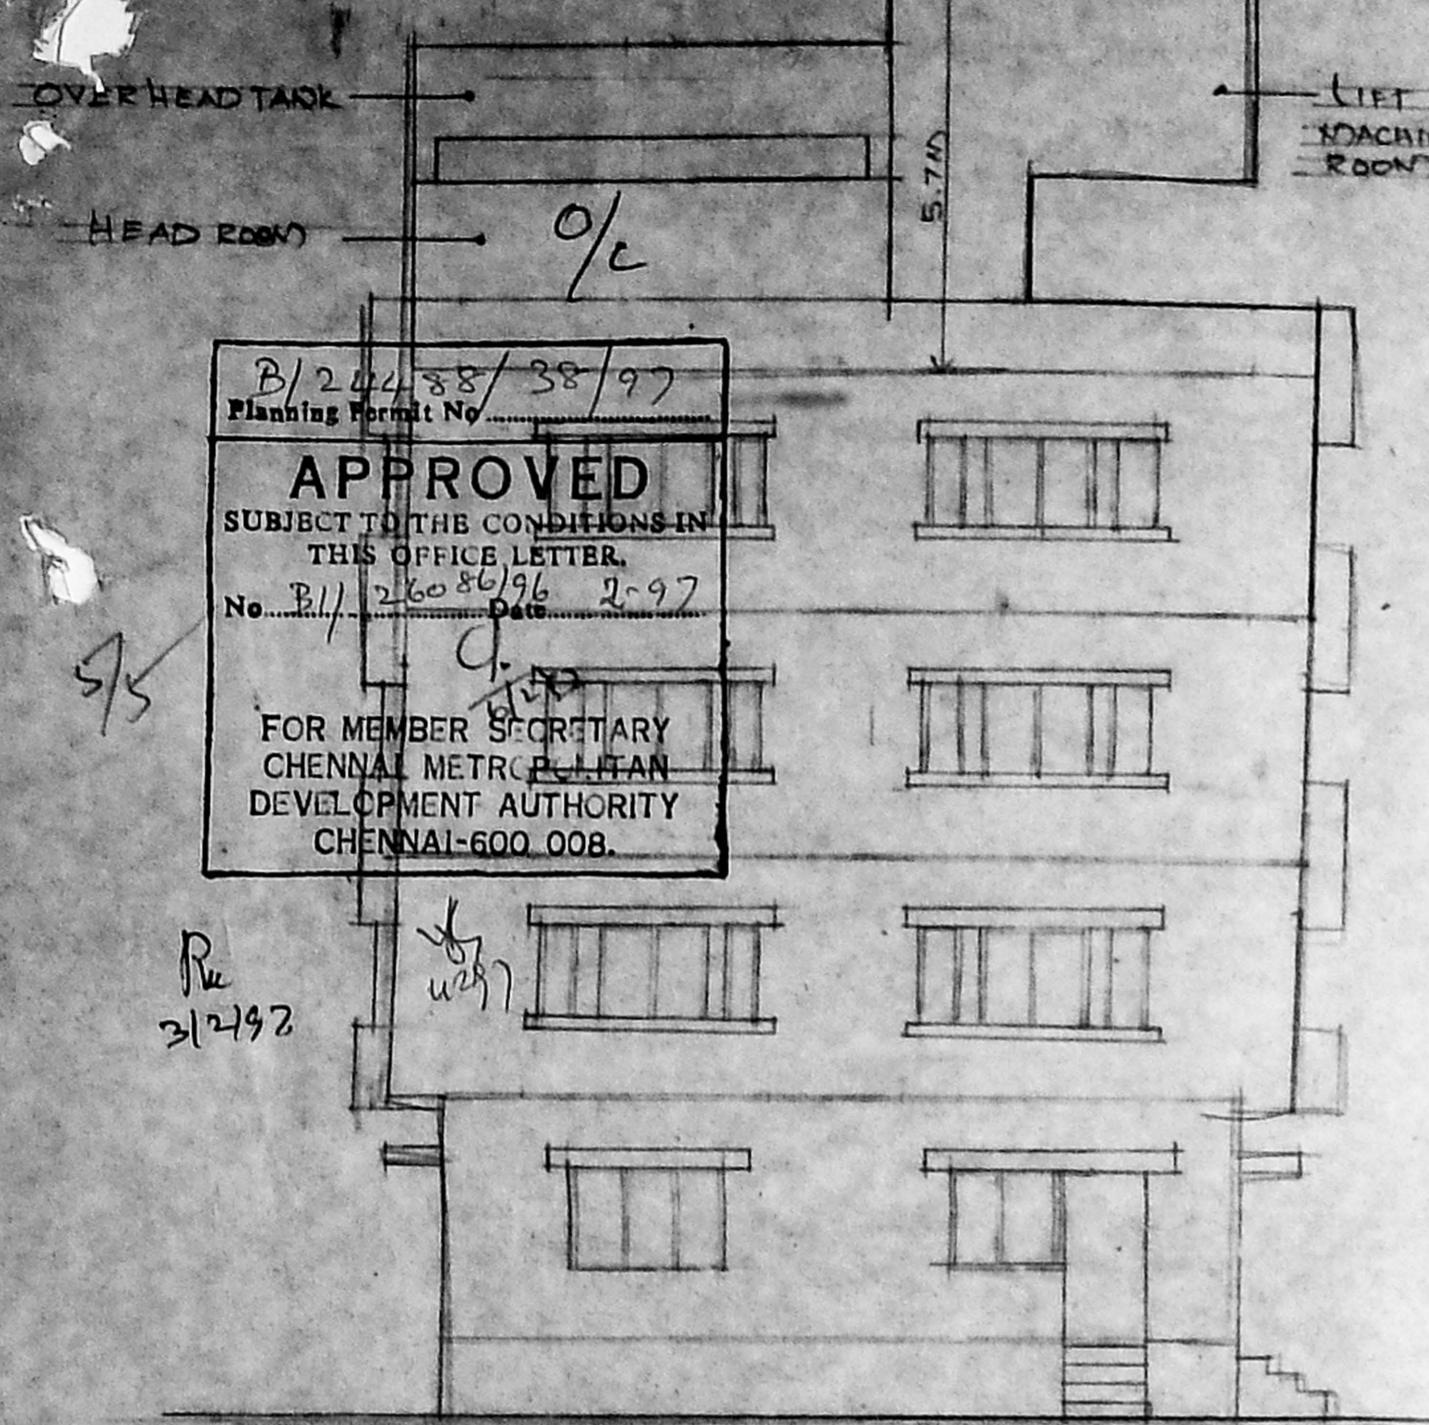 OVER HEAD TANK
LIFT
ROOM
5.7M
HEAD ROOM
O/C
B/24488/38/97
Planning Permit No
APPROVED
SUBJECT TO THE CONDITIONS IN
THIS OFFICE LETTER.
No B1/26086/96 Date 2-97
5/5
FOR MEMBER SECRETARY
CHENNAI METROPOLITAN
DEVELOPMENT AUTHORITY
CHENNAI-600 008.
3/2/97